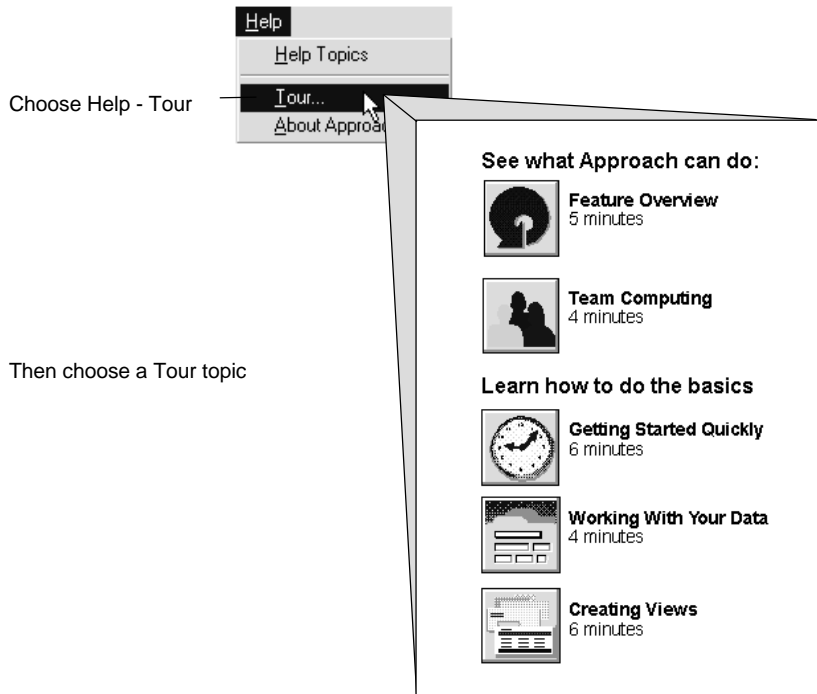 Help
Help Topics
Choose Help - Tour
Tour...
About Approac
See what Approach can do:
Feature Overview
5 minutes
Team Computing
4 minutes
Then choose a Tour topic
Learn how to do the basics
Getting Started Quickly
6 minutes
Working With Your Data
4 minutes
Creating Views
6 minutes